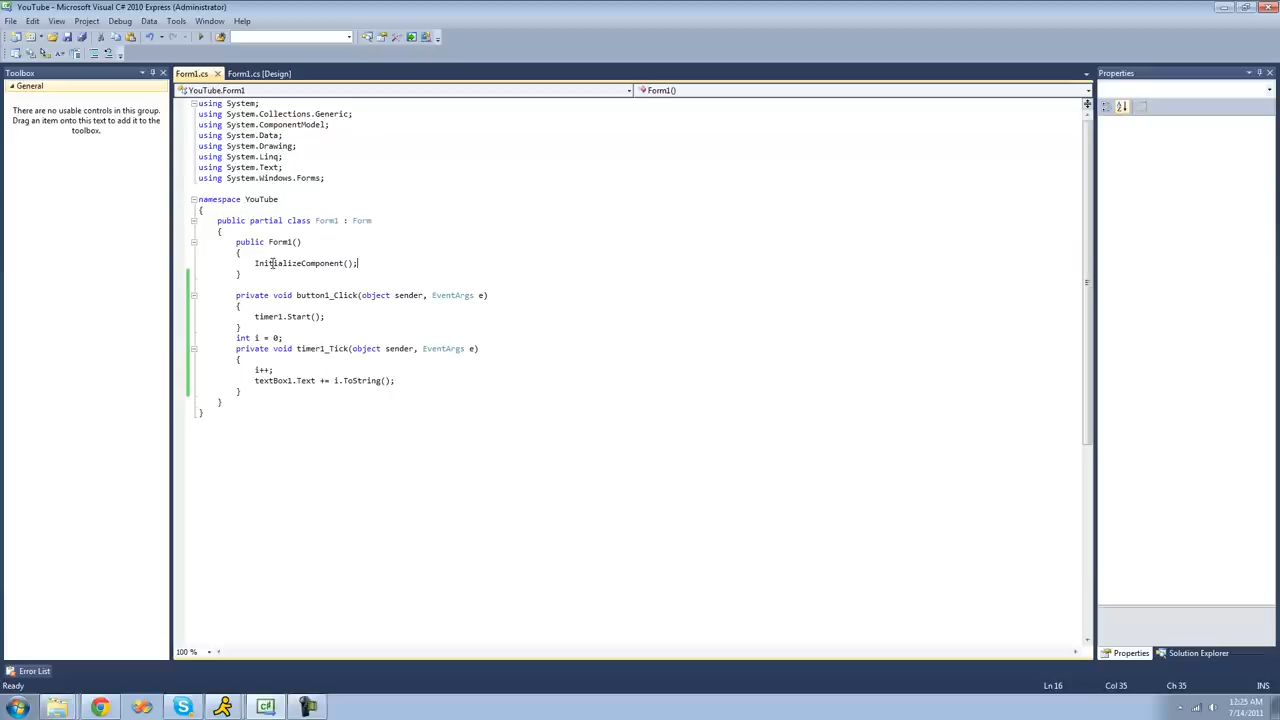 YouTube - Microsoft Visual C# 2010 Express (Administrator)
File Edit View Project Debug Data Tools Window Help
Toolbox
Form1.cs
Form1.cs [Design]
Properties
General
YouTube.Form1
Form1()
There are no usable controls in this group.
Drag an item onto this text to add it to the
toolbox.
using System;
using System.Collections.Generic;
using System.ComponentModel;
using System.Data;
using System.Drawing;
using System.Linq;
using System.Text;
using System.Windows.Forms;
namespace YouTube
{
public partial class Form1 : Form
{
public Form1()
{
InitializeComponent();
}
private void button1_Click(object sender, EventArgs e)
{
timer1.Start();
}
int i = 0;
private void timer1_Tick(object sender, EventArgs e)
{
i++;
textBox1.Text += i.ToString();
}
}
}
100 %
Properties
Solution Explorer
Error List
Ready
Ln 16
Col 35
Ch 35
INS
12:25 AM
7/14/2011